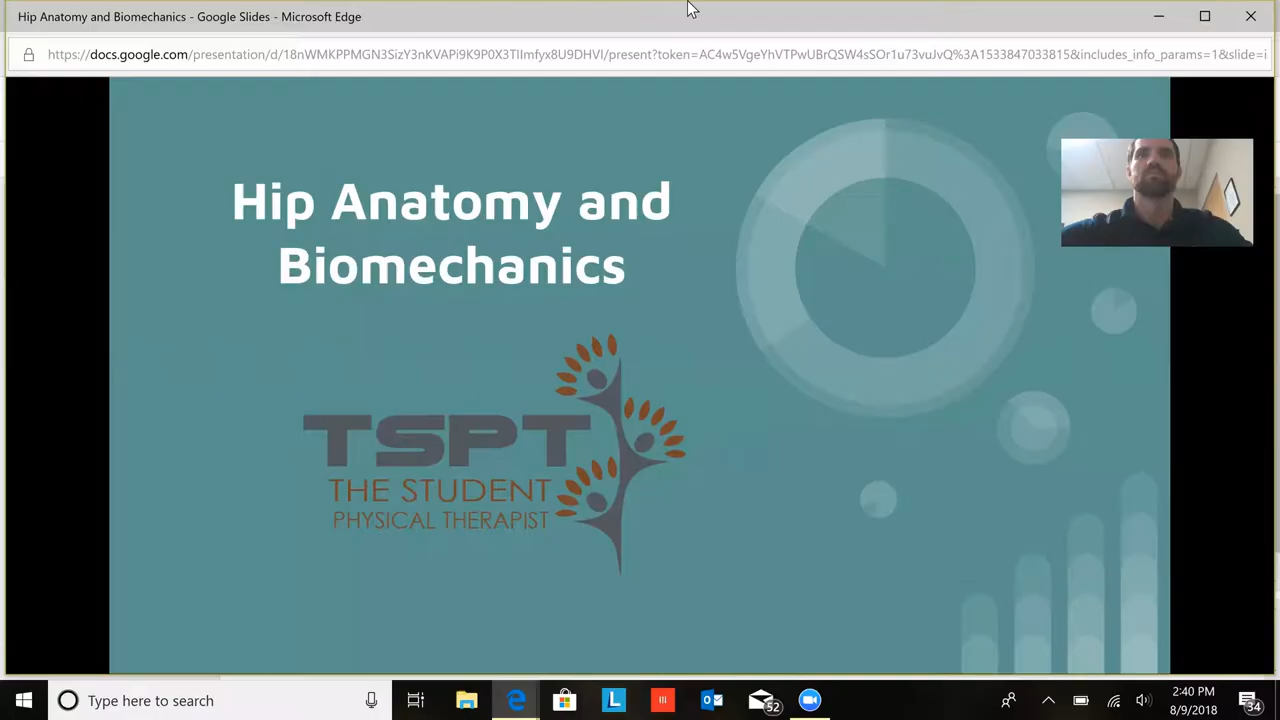 Hip Anatomy and Biomechanics - Google Slides - Microsoft Edge
https://docs.google.com/presentation/d/18nWMKPPMGN3SizY3nKVAPi9K9P0X3TIImfyx8U9DHVI/present?token=AC4w5VgeYhVTPwUBrQSW4sSOr1u73vuJvQ%3A1533847033815&includes_info_params=1&slide=i
Hip Anatomy and
Biomechanics
TSPT
THE STUDENT
PHYSICAL THERAPIST
Type here to search
L
52
2:40 PM
8/9/2018
34